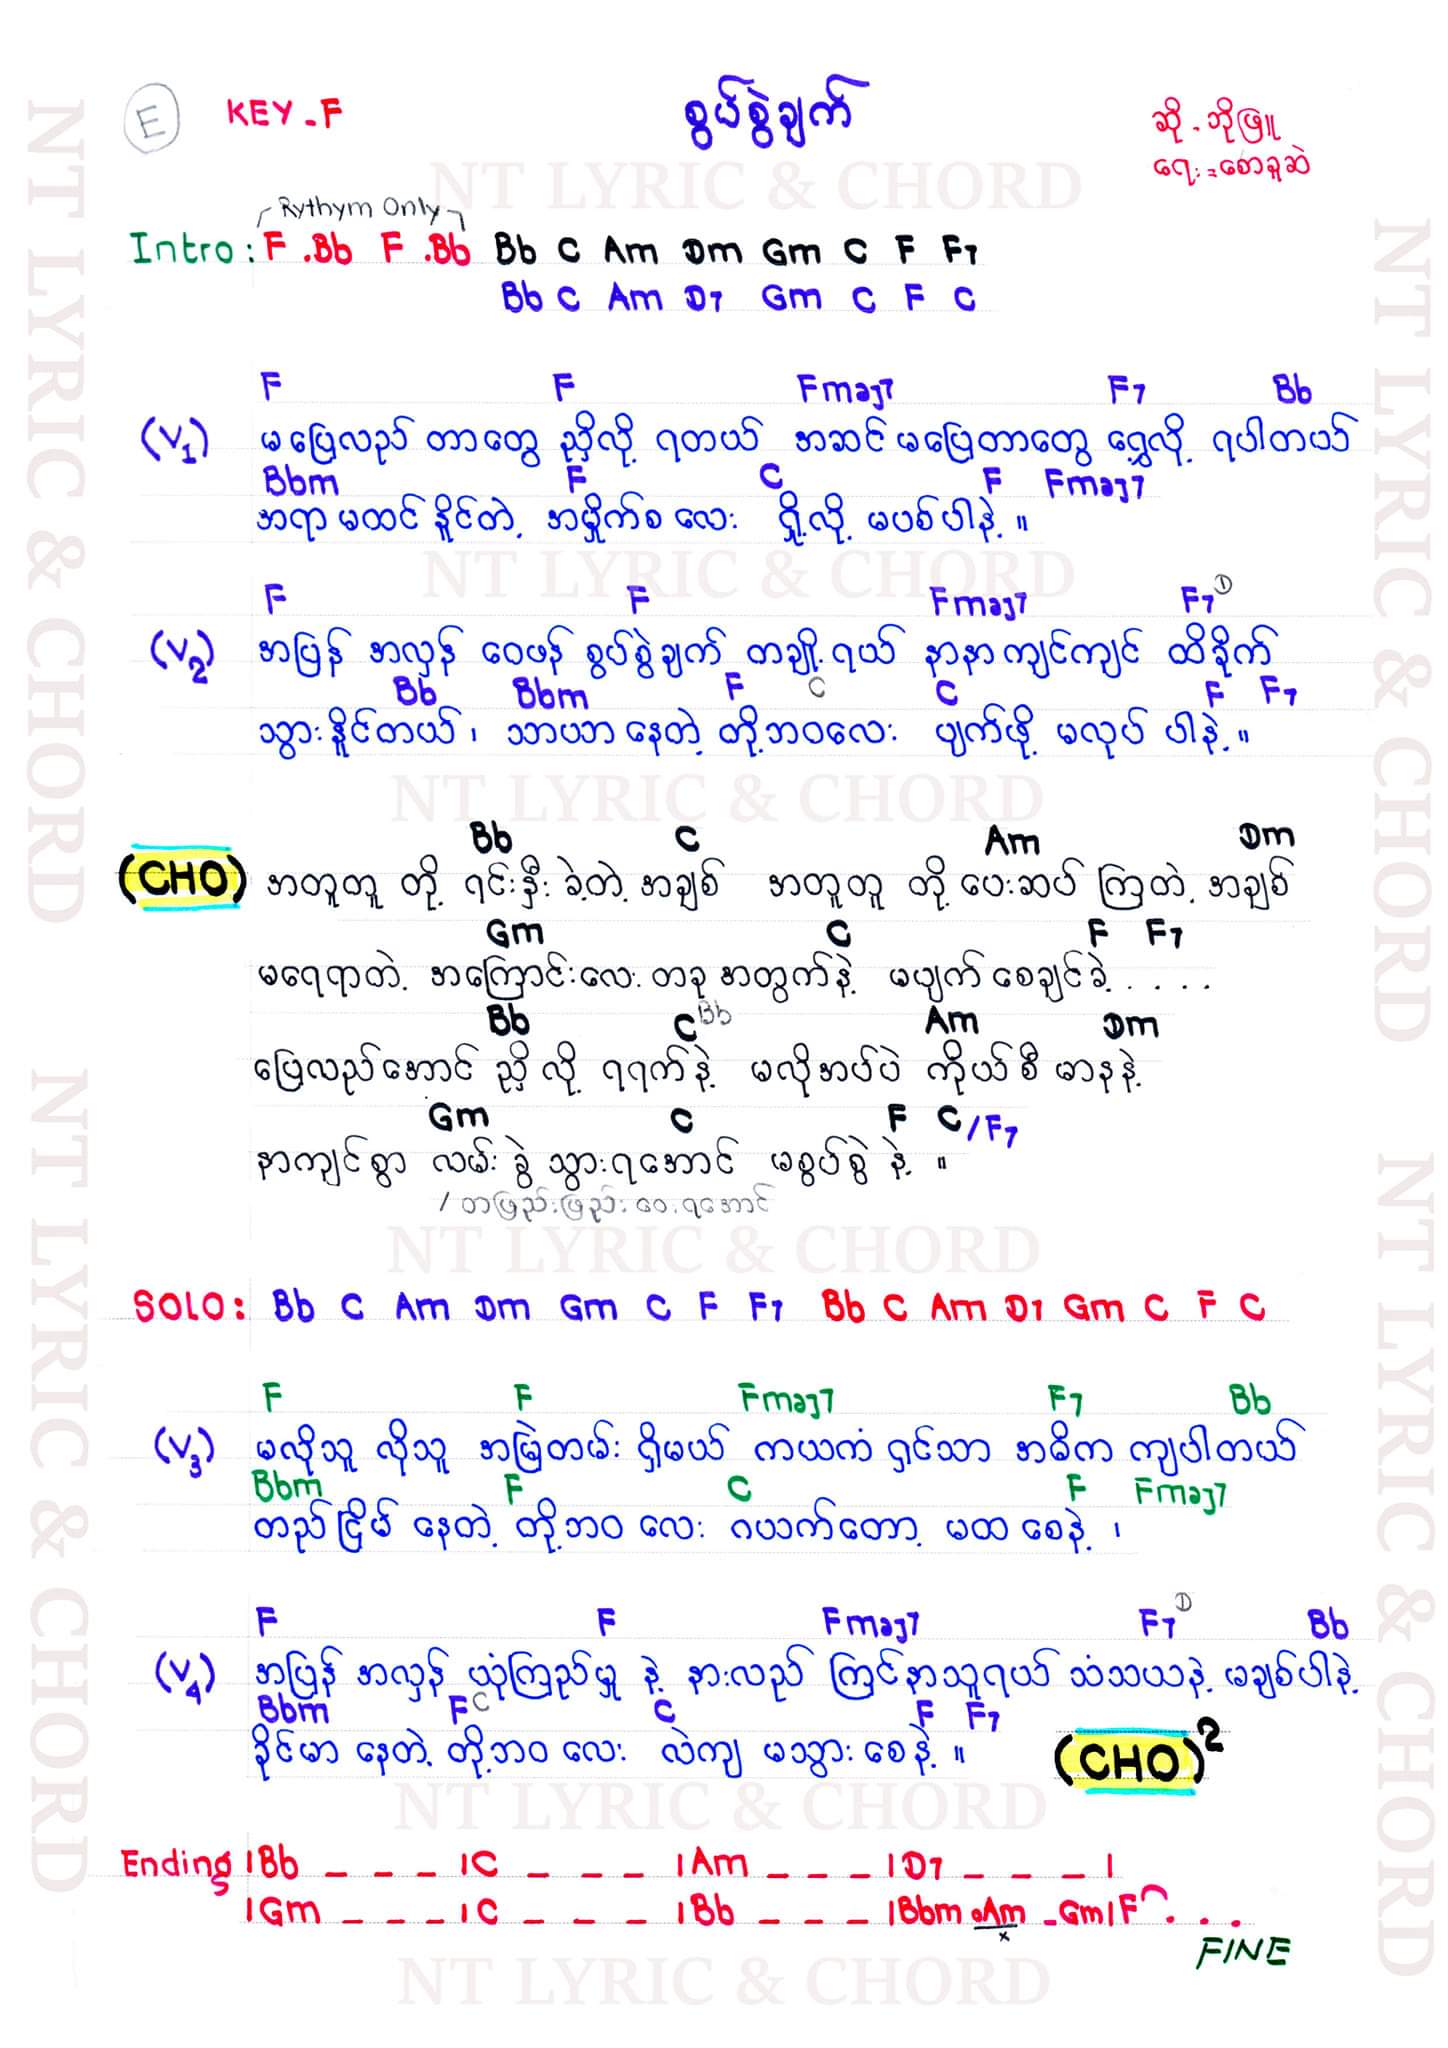 E KEY-F စွပ်စွဲချက် ဆို - ဘိုဖြူ
ရေး = စောခူဆဲ
Rythym Only
Intro: F .Bb F .Bb Bb C Am Dm Gm C F F7
Bb C Am D7 Gm C F C
F F Fmaj7 F7 Bb
(V1) မပြေလည် တာတွေ ညှိလို့ ရတယ် အဆင် မပြေတာတွေ ရွှေ့လို့ ရပါတယ်
Bbm F C F Fmaj7
အရာ မထင် နိူင်တဲ့ အမှိုက်စ လေး ရှို့လို့ မပစ်ပါနဲ့ ။
F F Fmaj7 F7 D
(V2) အပြန် အလှန် ဝေဖန် စွပ်စွဲချက် တချို့ရယ် နာနာကျင်ကျင် ထိခိုက်
Bb Bbm F C C F F7
သွားနိူင်တယ်၊ သာယာ နေတဲ့ တို့ဘဝလေး ပျက်ဖို့ မလုပ် ပါနဲ့ ။
Bb C Am Dm
(CHO) အတူတူ တို့ ရင်းနှီး ခဲ့တဲ့ အချစ် အတူတူ တို့ ပေးဆပ် ကြတဲ့ အချစ်
Gm C F F7
မရေရာတဲ့ အကြောင်းလေး တခု အတွက်နဲ့ မပျက် စေချင်ခဲ့ . . . . .
Bb C Bb Am Dm
ပြေလည်အောင် ညှိ လို့ ရရက်နဲ့ မလိုအပ်ပဲ ကိုယ်စီ မာနနဲ့
Gm C F C /F7
နာကျင်စွာ လမ်း ခွဲ သွားရအောင် မစွပ်စွဲ နဲ့ ။
/ တဖြည်းဖြည်း ဝေးရအောင်
SOLO: Bb C Am Dm Gm C F F7 Bb C Am D7 Gm C F C
F F Fmaj7 F7 Bb
(V3) မလိုသူ လိုသူ အမြဲတမ်း ရှိမယ် ကာယကံ ရှင်သာ အဓိက ကျပါတယ်
Bbm F C F Fmaj7
တည်ငြိမ် နေတဲ့ တို့ဘဝ လေး ဂယက်တော့ မထ စေနဲ့ ၊
F F Fmaj7 F7 D Bb
(V4) အပြန် အလှန် ယုံကြည်မှု နဲ့ နားလည် ကြင်နာသူရယ် သံသယနဲ့ မချစ်ပါနဲ့
Bbm F C C F F7
ခိုင်မာ နေတဲ့ တို့ဘဝ လေး လဲကျ မသွား စေနဲ့ ။ (CHO)2
Ending |Bb _ _ _ |C _ _ _ |Am _ _ _ |D7 _ _ _ |
|Gm _ _ _ |C _ _ _ |Bb _ _ _ |Bbm .Am _Gm|F . . .
x
FINE
NT LYRIC & CHORD